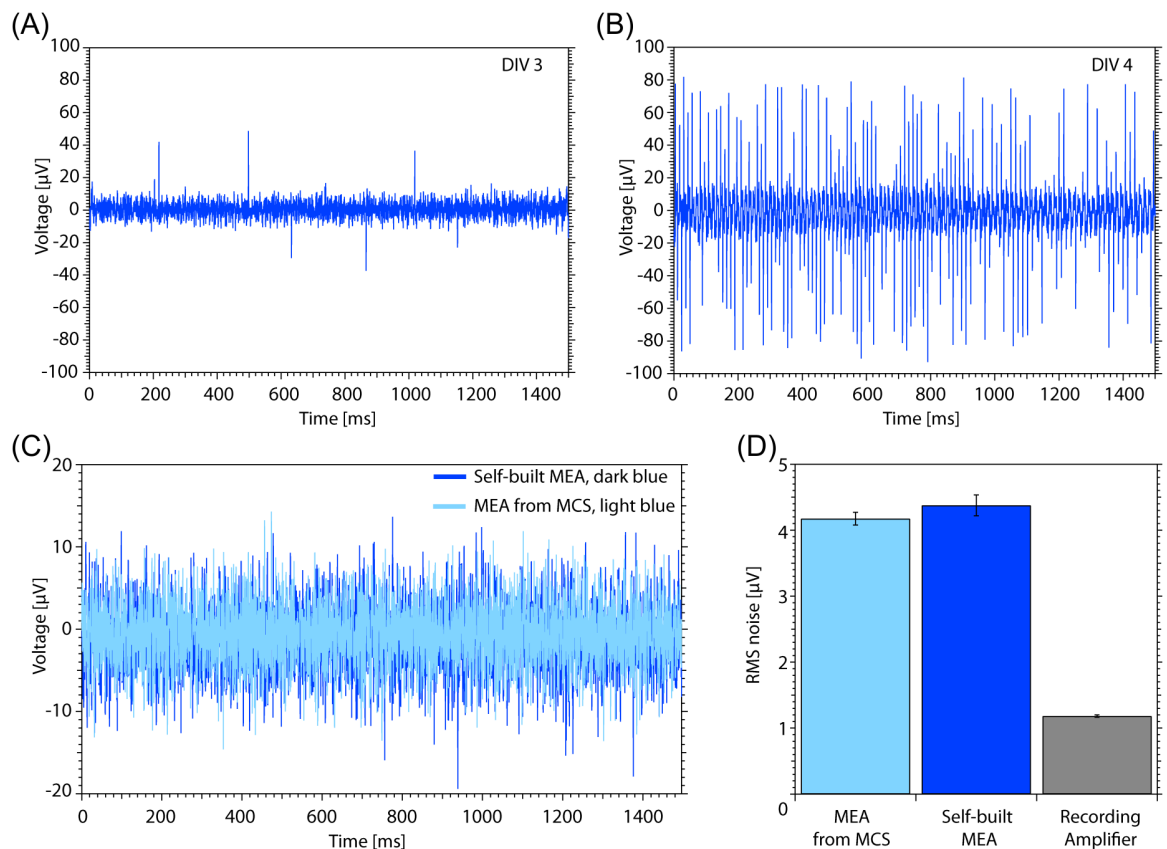 (A)
100
80
60
40
20
0
-20
-40
-60
-80
-100
Voltage [µV]
DIV 3
0 200 400 600 800 1000 1200 1400
Time [ms]
(B)
100
80
60
40
20
0
-20
-40
-60
-80
-100
Voltage [µV]
DIV 4
0 200 400 600 800 1000 1200 1400
Time [ms]
(C)
20
10
0
-10
-20
Voltage [µV]
Self-built MEA, dark blue
MEA from MCS, light blue
0 200 400 600 800 1000 1200 1400
Time [ms]
(D)
5
4
3
2
1
0
RMS noise [µV]
MEA
from MCS
Self-built
MEA
Recording
Amplifier